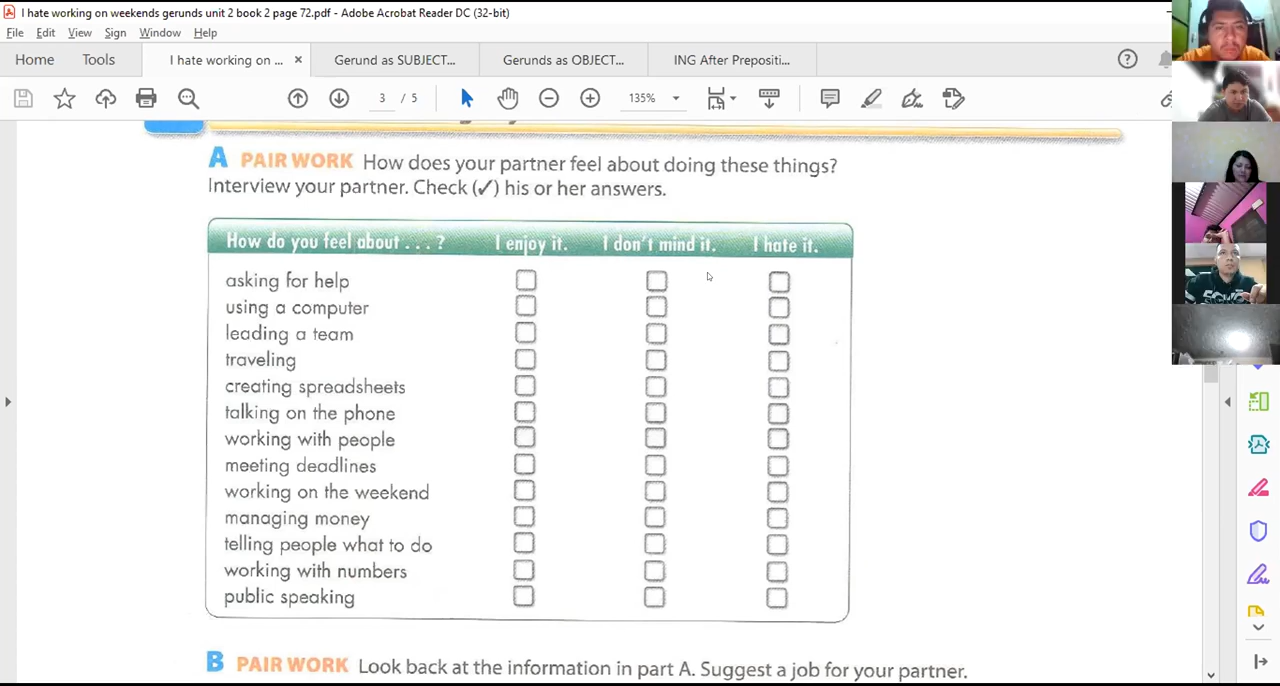 I hate working on weekends gerunds unit 2 book 2 page 72.pdf - Adobe Acrobat Reader DC (32-bit)
File Edit View Sign Window Help
Home Tools I hate working on ... × Gerund as SUBJECT... Gerunds as OBJECT... ING After Prepositi...
3 / 5 135%
A PAIR WORK How does your partner feel about doing these things?
Interview your partner. Check (✓) his or her answers.
How do you feel about . . . ? I enjoy it. I don't mind it. I hate it.
asking for help
using a computer
leading a team
traveling
creating spreadsheets
talking on the phone
working with people
meeting deadlines
working on the weekend
managing money
telling people what to do
working with numbers
public speaking
B PAIR WORK Look back at the information in part A. Suggest a job for your partner.